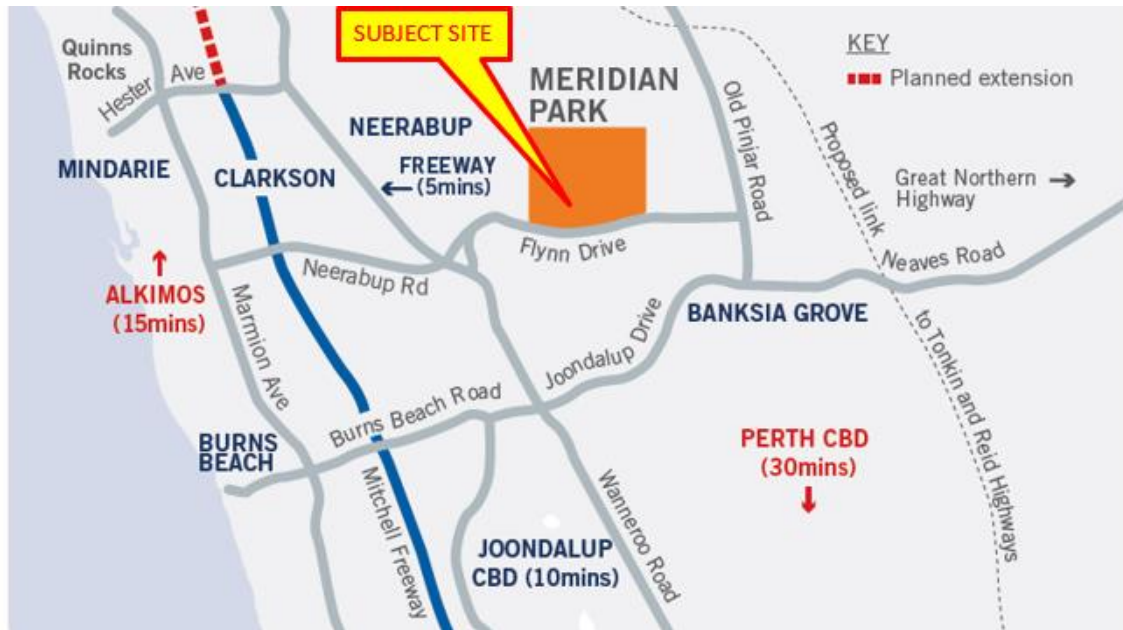 SUBJECT SITE
KEY
Planned extension
Quinns
Rocks
Hester Ave
MERIDIAN
PARK
NEERABUP
FREEWAY
(5mins)
MINDARIE
CLARKSON
Old Pinjar Road
Proposed link
Great Northern
Highway
Flynn Drive
Neerabup Rd
Neaves Road
ALKIMOS
(15mins)
Marmion Ave
BANKSIA GROVE
Joondalup Drive
to Tonkin and Reid Highways
Burns Beach Road
BURNS
BEACH
PERTH CBD
(30mins)
Mitchell Freeway
Wanneroo Road
JOONDALUP
CBD (10mins)